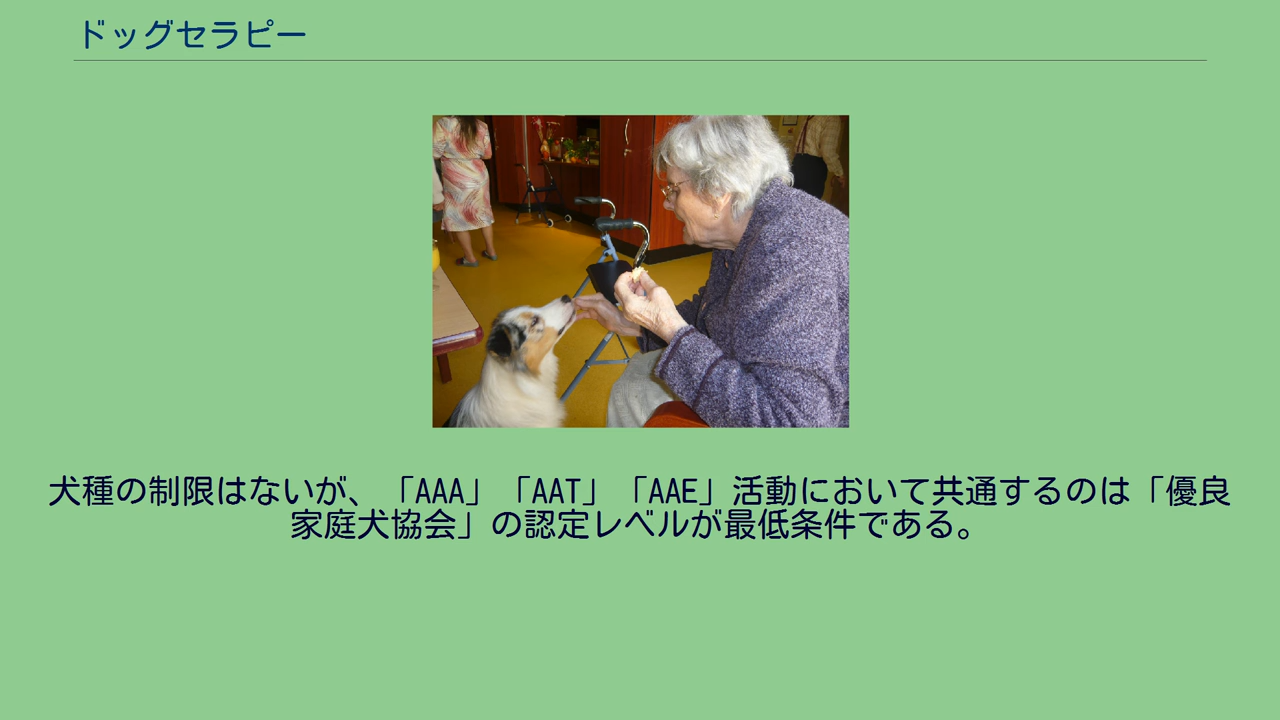 ドッグセラピー
犬種の制限はないが、「AAA」「AAT」「AAE」活動において共通するのは「優良
家庭犬協会」の認定レベルが最低条件である。